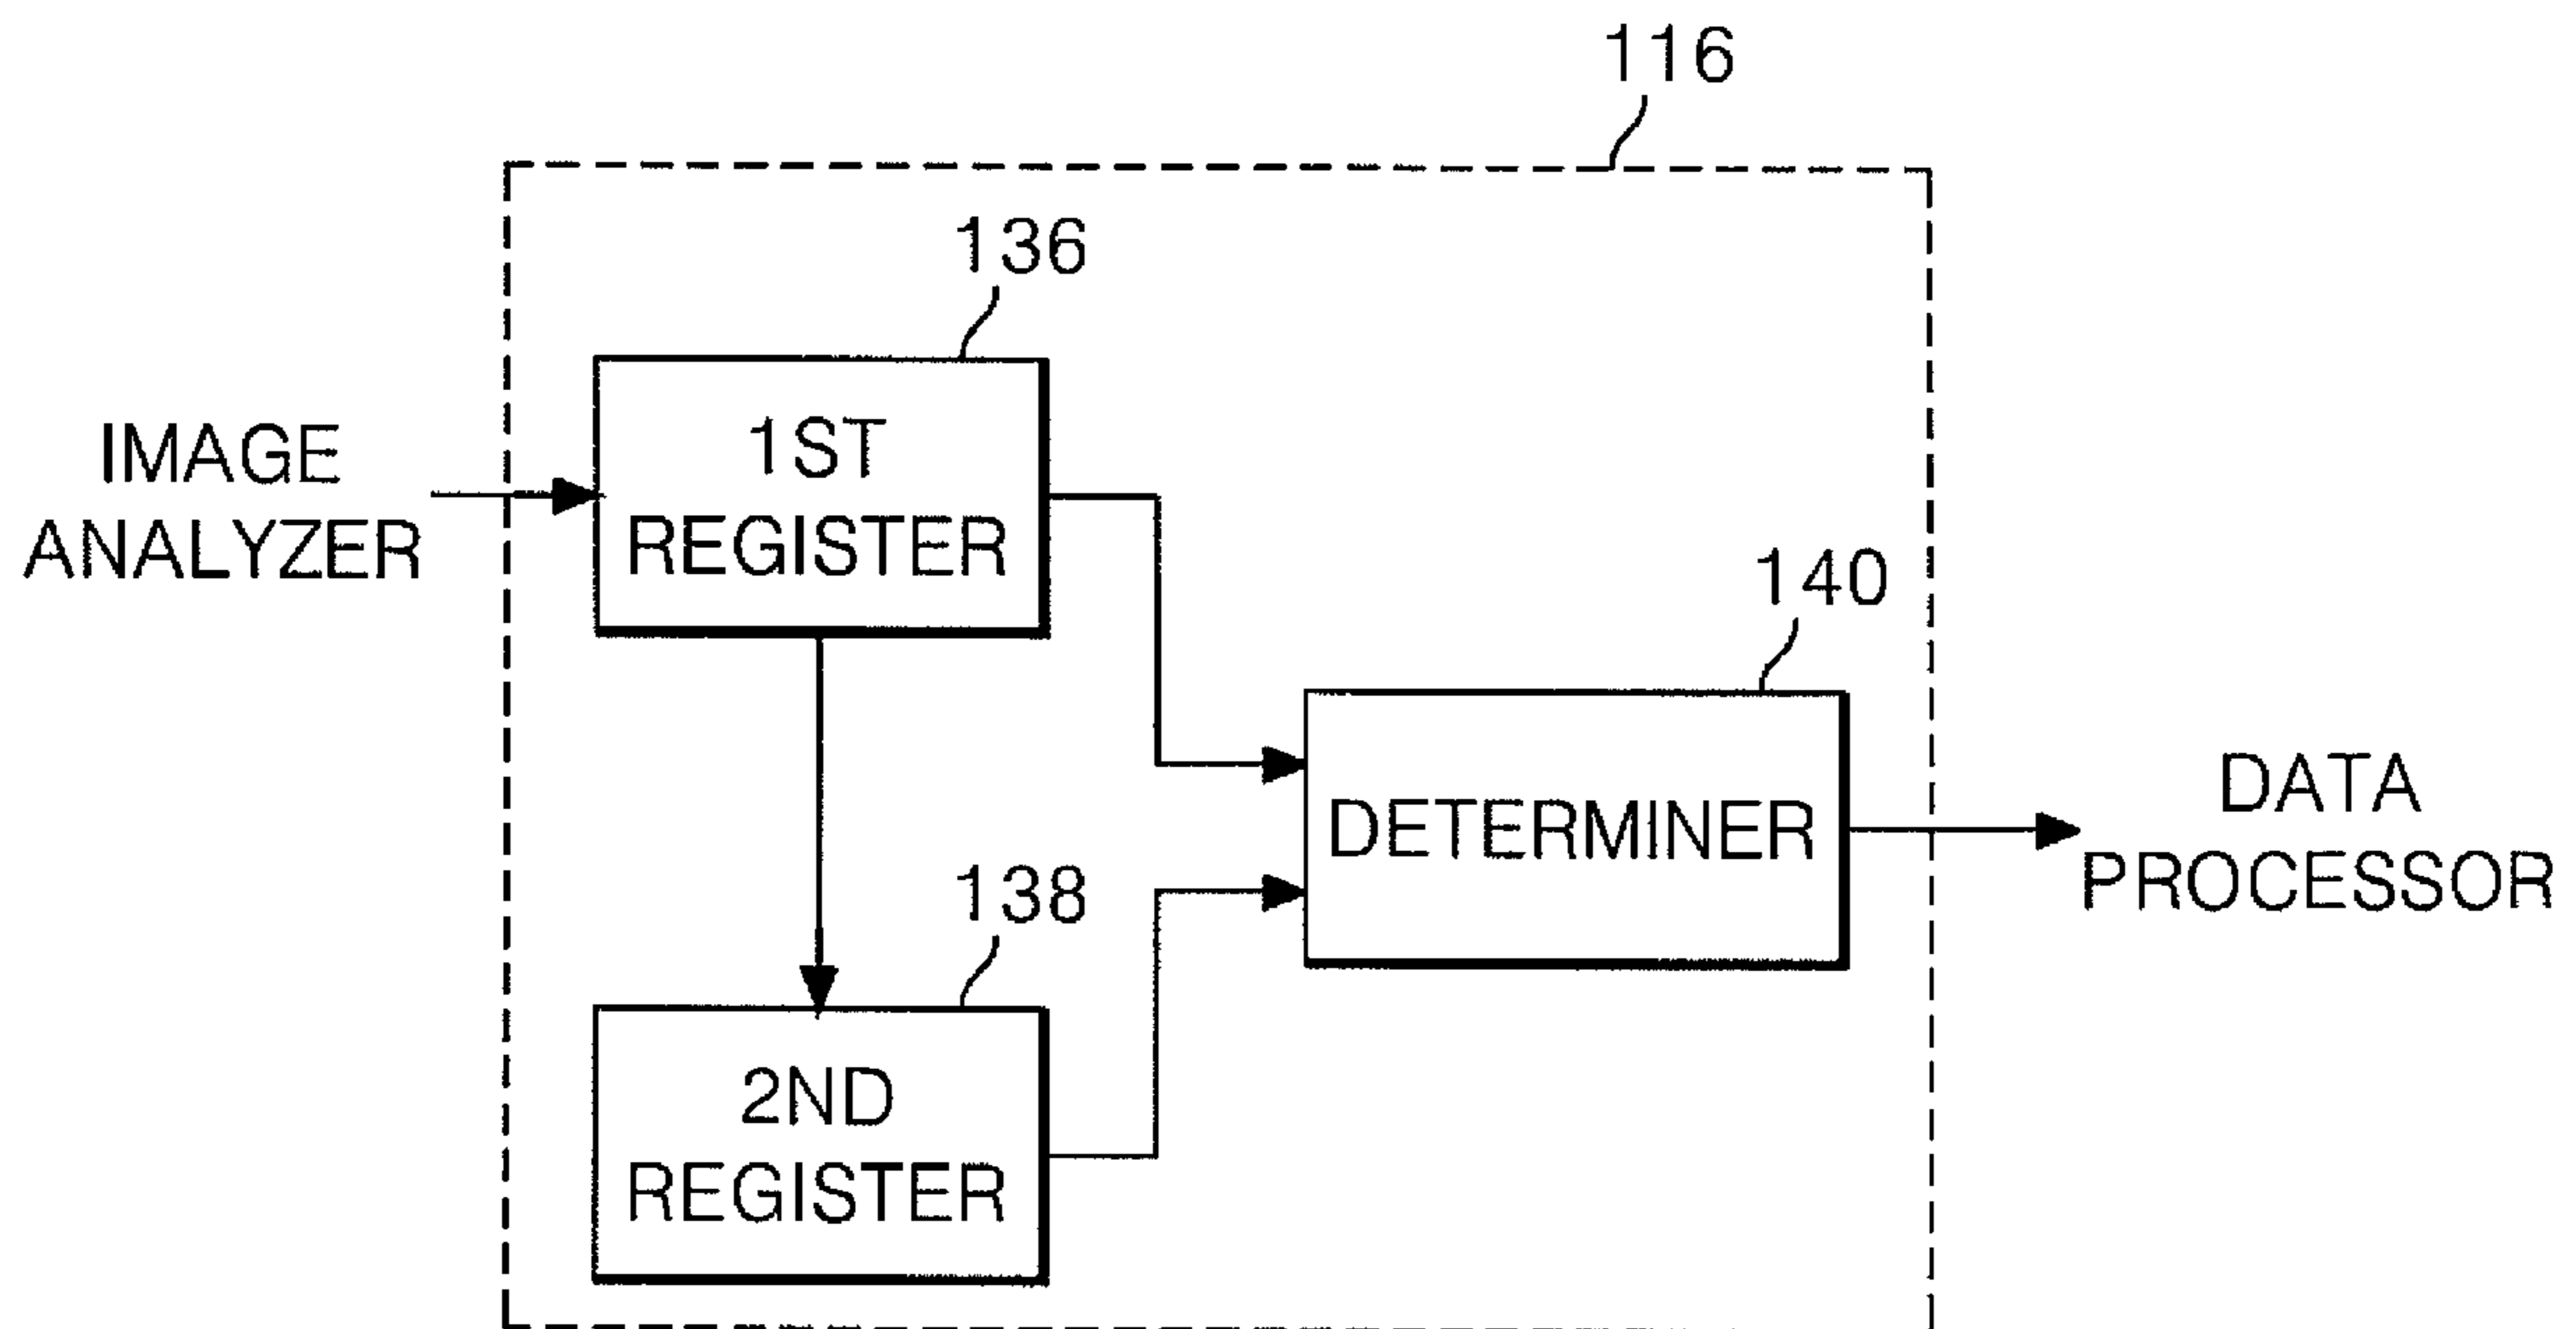 116
136
1ST
REGISTER
IMAGE
ANALYZER
140
DETERMINER
DATA
PROCESSOR
138
2ND
REGISTER